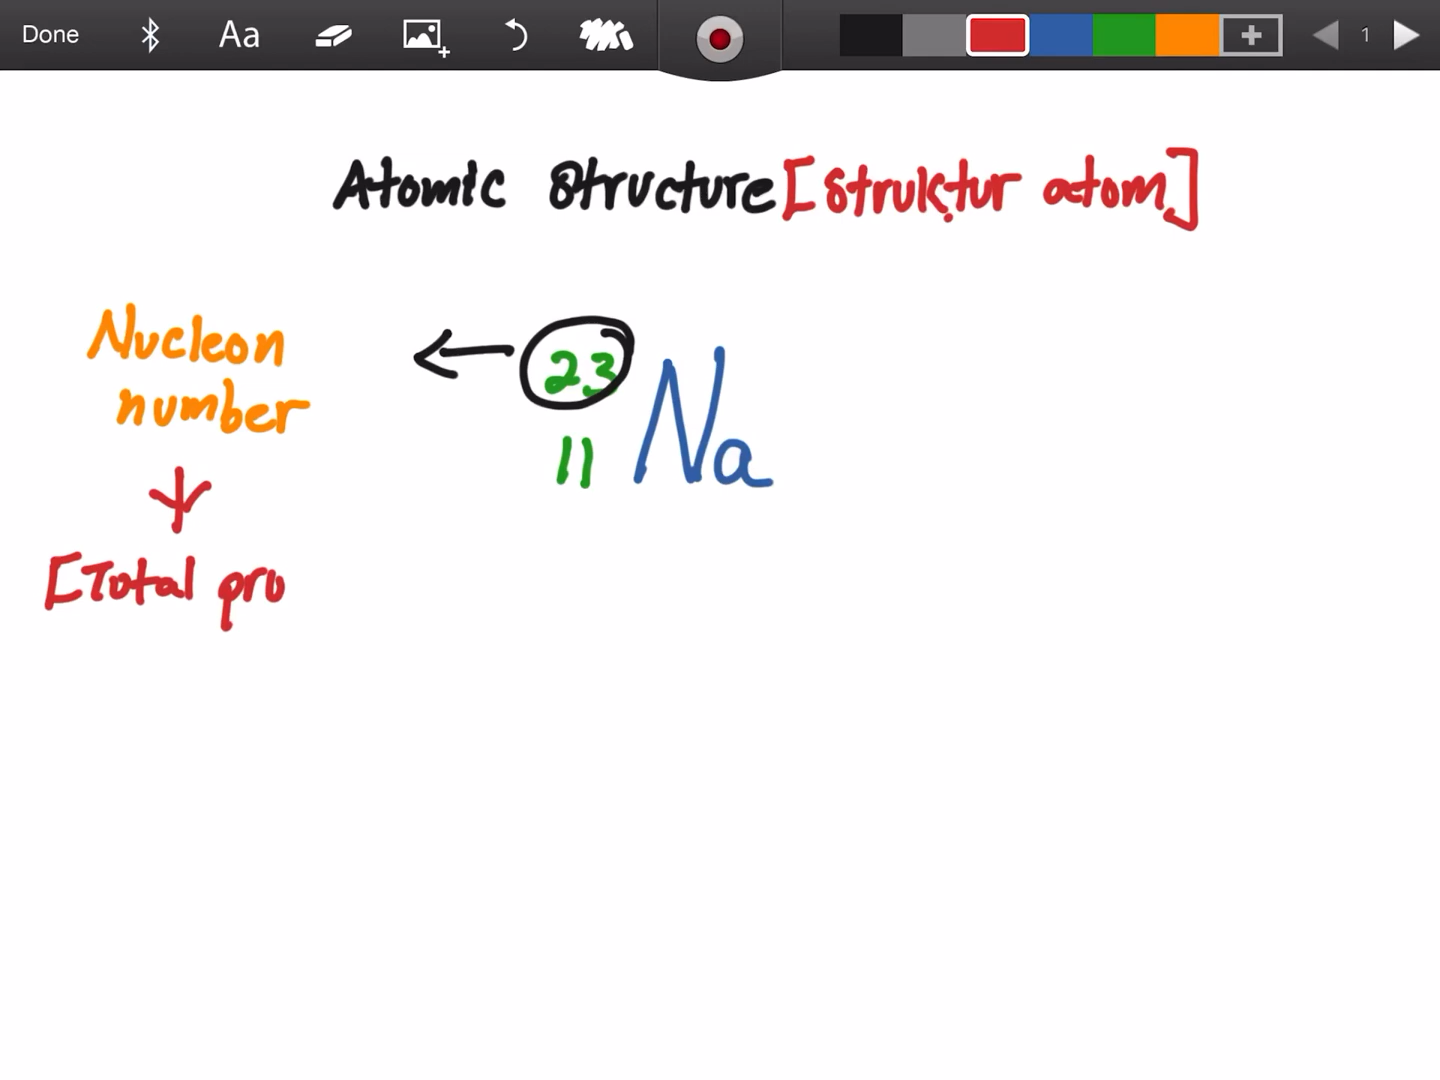 Done
Aa
1
Atomic Structure [Struktur atom]
Nucleon
number
23
11
Na
[Total pro